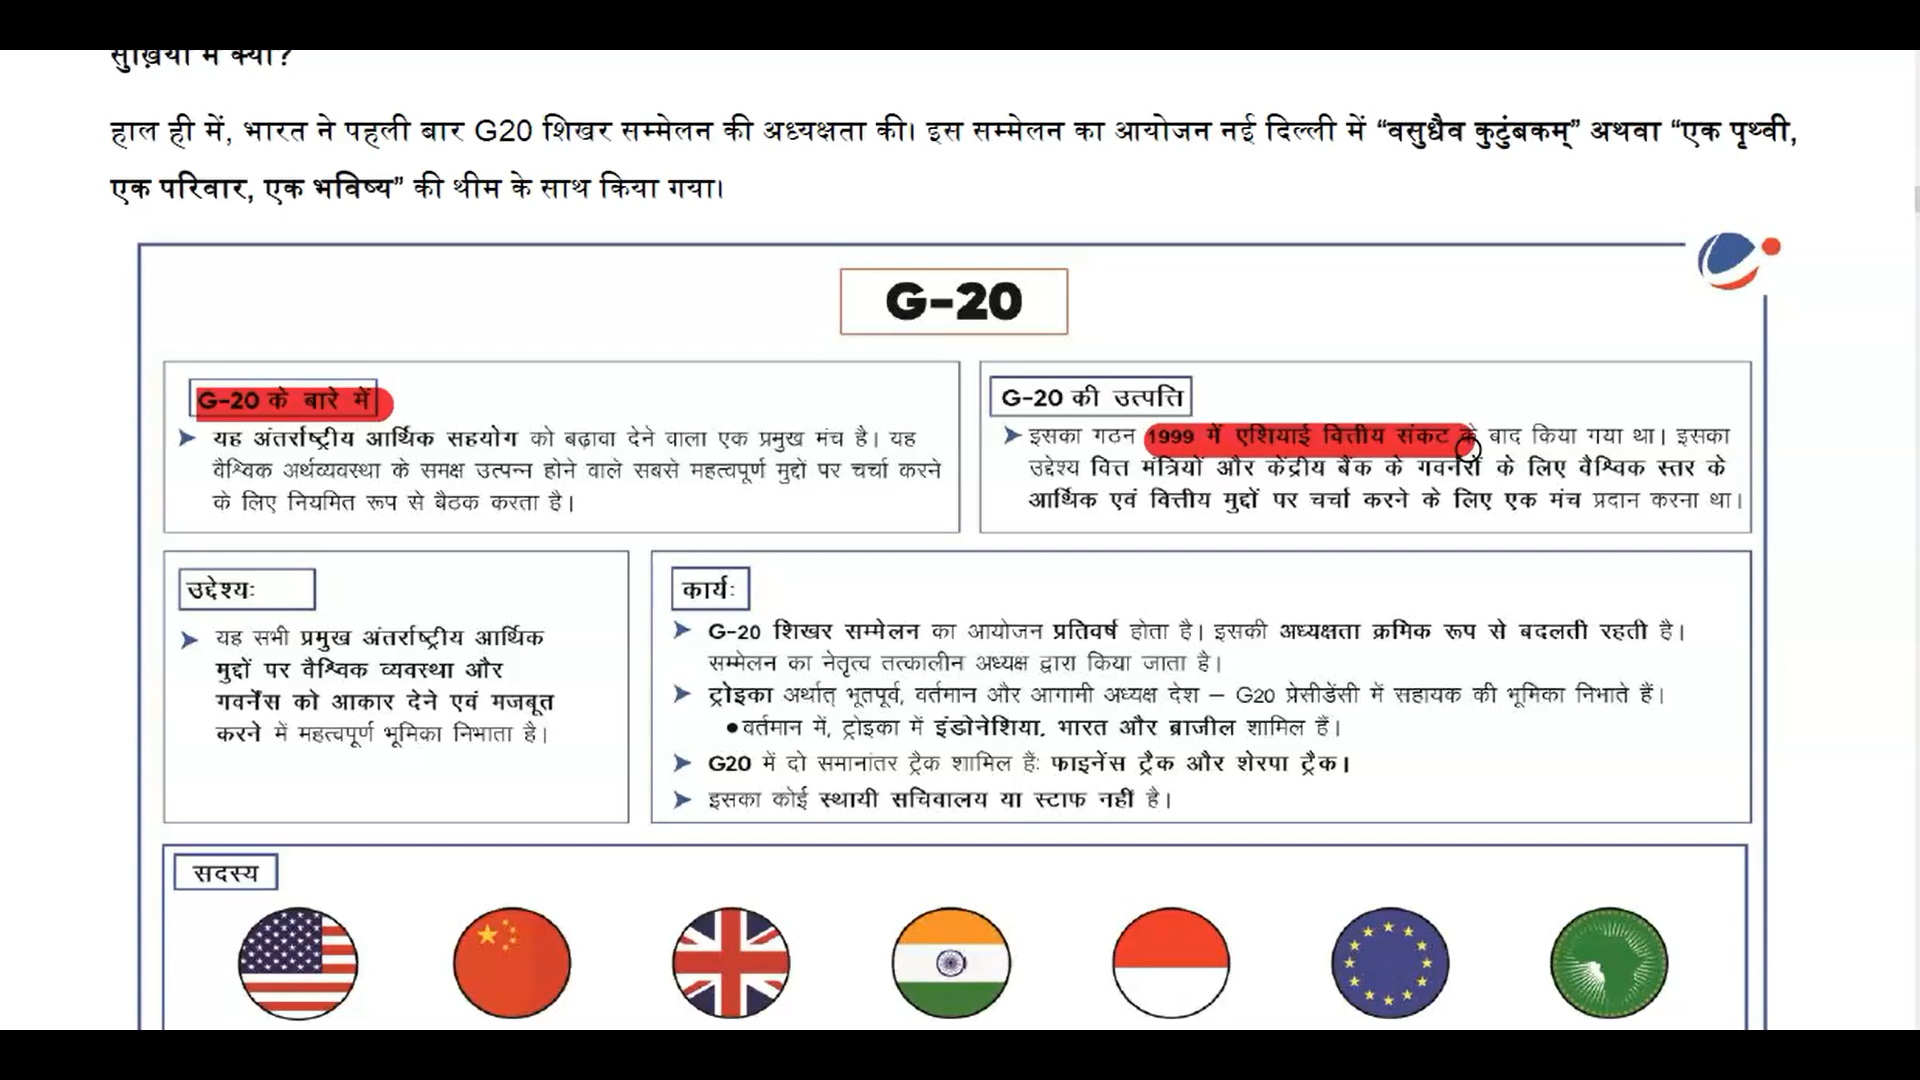 सुर्ख़ियों में क्यों?
हाल ही में, भारत ने पहली बार G20 शिखर सम्मेलन की अध्यक्षता की। इस सम्मेलन का आयोजन नई दिल्ली में “वसुधैव कुटुंबकम्” अथवा “एक पृथ्वी,
एक परिवार, एक भविष्य” की थीम के साथ किया गया।
G-20
G-20 के बारे में
यह अंतर्राष्ट्रीय आर्थिक सहयोग को बढ़ावा देने वाला एक प्रमुख मंच है। यह
वैश्विक अर्थव्यवस्था के समक्ष उत्पन्न होने वाले सबसे महत्वपूर्ण मुद्दों पर चर्चा करने
के लिए नियमित रूप से बैठक करता है।
G-20 की उत्पत्ति
इसका गठन 1999 में एशियाई वित्तीय संकट के बाद किया गया था। इसका
उद्देश्य वित्त मंत्रियों और केंद्रीय बैंक के गवर्नरों के लिए वैश्विक स्तर के
आर्थिक एवं वित्तीय मुद्दों पर चर्चा करने के लिए एक मंच प्रदान करना था।
उद्देश्यः
यह सभी प्रमुख अंतर्राष्ट्रीय आर्थिक
मुद्दों पर वैश्विक व्यवस्था और
गवर्नेंस को आकार देने एवं मजबूत
करने में महत्वपूर्ण भूमिका निभाता है।
कार्यः
G-20 शिखर सम्मेलन का आयोजन प्रतिवर्ष होता है। इसकी अध्यक्षता क्रमिक रूप से बदलती रहती है।
सम्मेलन का नेतृत्व तत्कालीन अध्यक्ष द्वारा किया जाता है।
ट्रोइका अर्थात् भूतपूर्व, वर्तमान और आगामी अध्यक्ष देश – G20 प्रेसीडेंसी में सहायक की भूमिका निभाते हैं।
•वर्तमान में, ट्रोइका में इंडोनेशिया, भारत और ब्राजील शामिल हैं।
G20 में दो समानांतर ट्रैक शामिल हैंः फाइनेंस ट्रैक और शेरपा ट्रैक।
इसका कोई स्थायी सचिवालय या स्टाफ नहीं है।
सदस्य